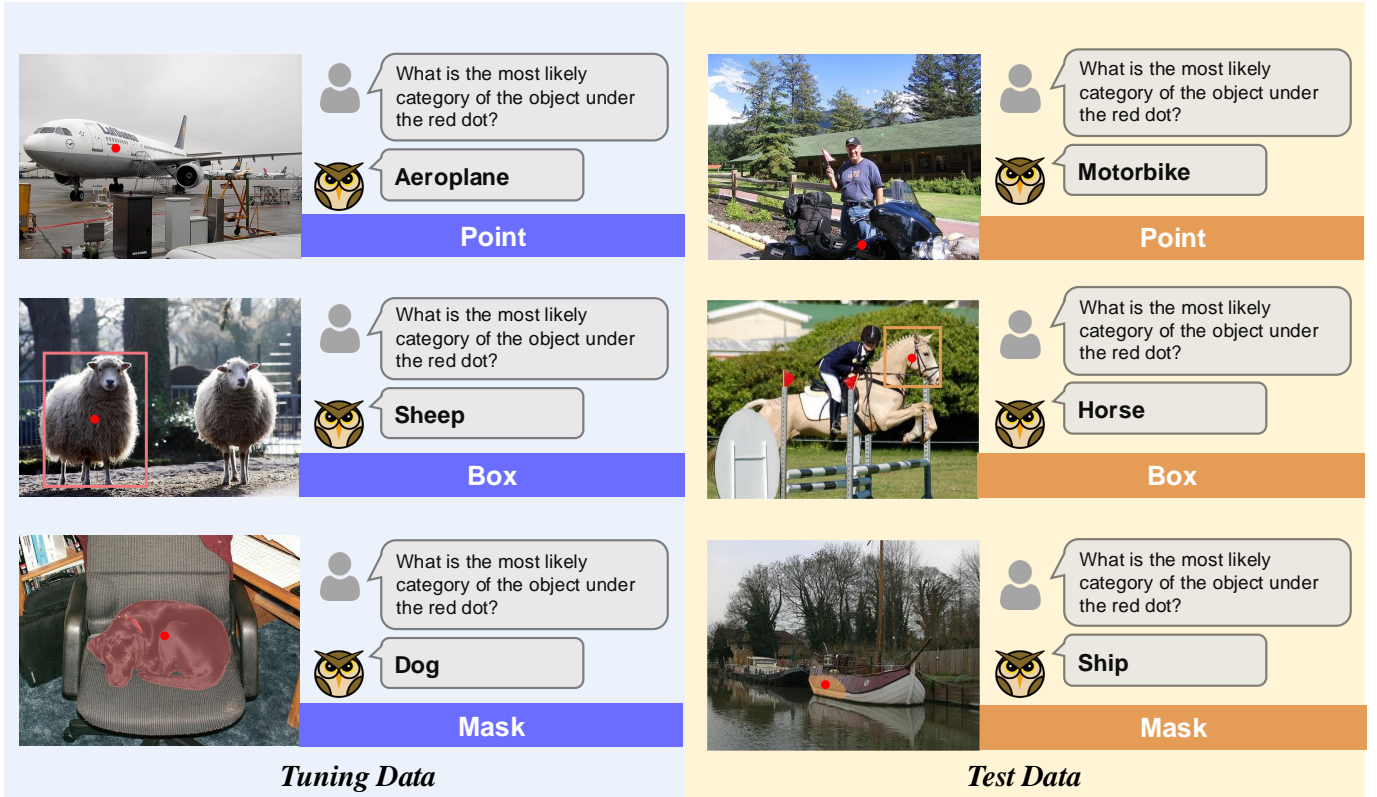 What is the most likely
category of the object under
the red dot?
Lufthansa
Aeroplane
Point
What is the most likely
category of the object under
the red dot?
Sheep
Box
What is the most likely
category of the object under
the red dot?
Dog
Mask
Tuning Data
What is the most likely
category of the object under
the red dot?
Motorbike
Point
What is the most likely
category of the object under
the red dot?
Horse
Box
What is the most likely
category of the object under
the red dot?
Ship
Mask
Test Data